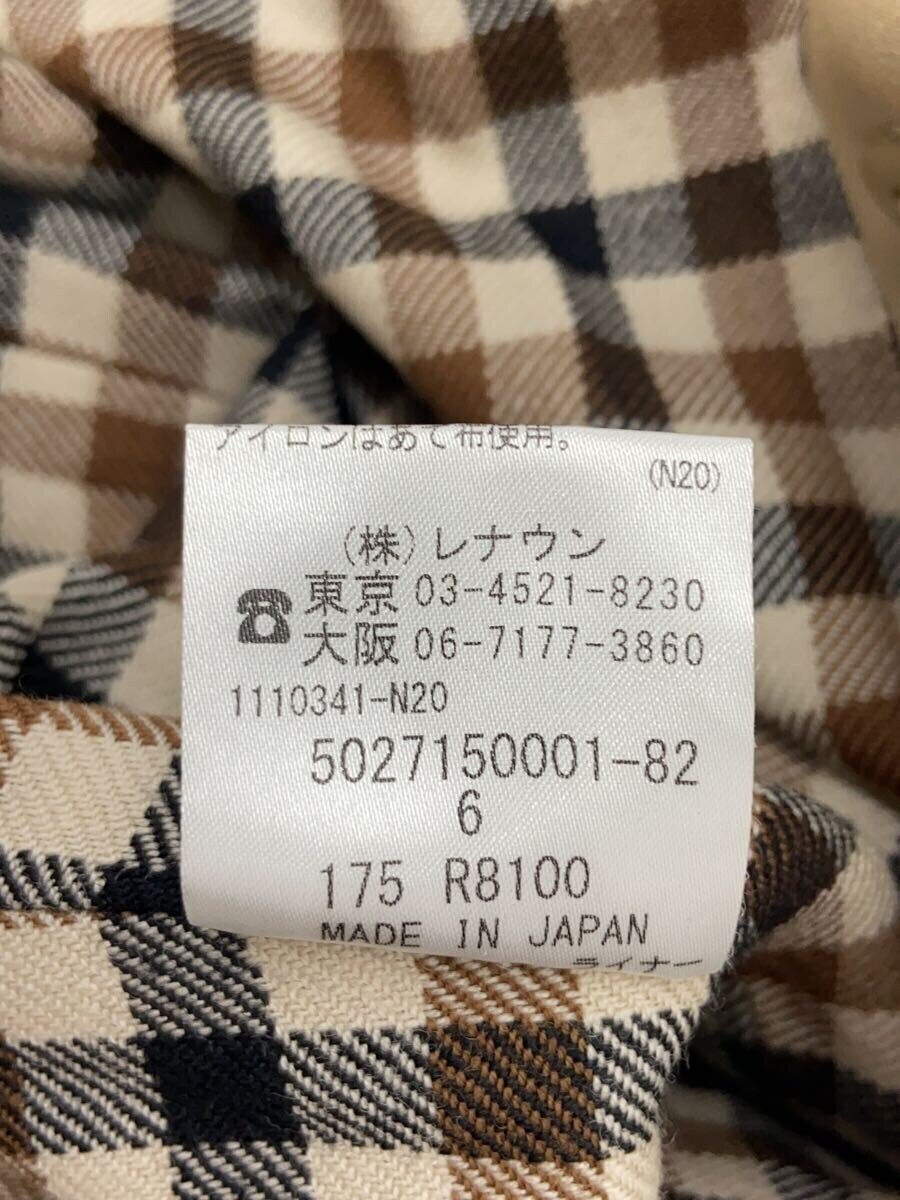 アイロンはあて布使用。
(N20)
(株)レナウン
東京 03-4521-8230
大阪 06-7177-3860
1110341-N20
5027150001-82
6
175 R8100
MADE IN JAPAN
ライナー